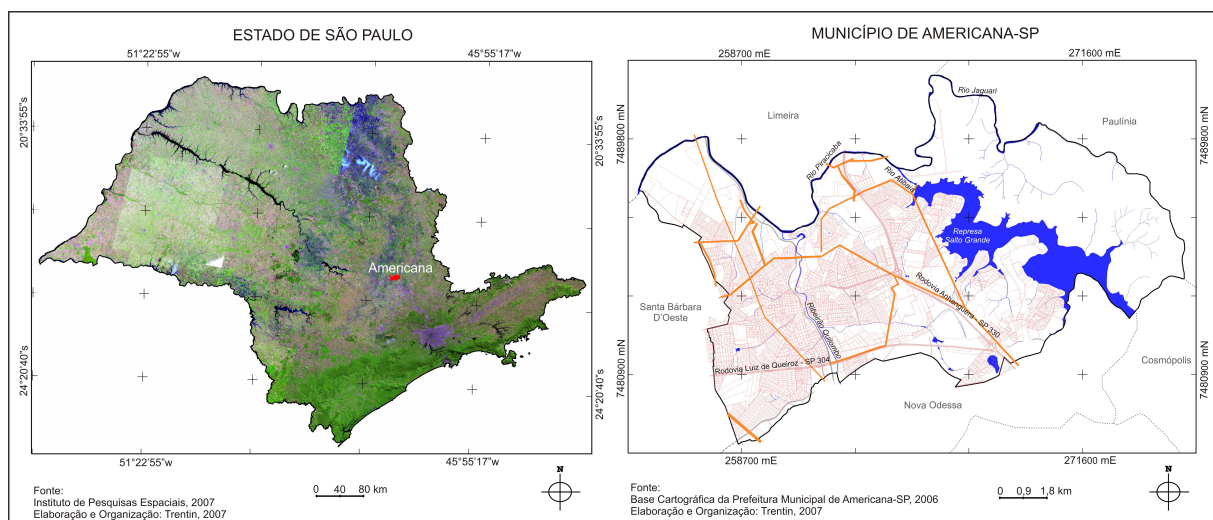 ESTADO DE SÃO PAULO
51°22'55"w
45°55'17"w
20°33'55"s
20°33'55"s
Americana
24°20'40"s
24°20'40"s
51°22'55"w
45°55'17"w
Fonte:
Instituto de Pesquisas Espaciais, 2007
Elaboração e Organização: Trentin, 2007
0 40 80 km
N
MUNICÍPIO DE AMERICANA-SP
258700 mE
271600 mE
7489800 mN
7489800 mN
Rio Jaguari
Limeira
Paulínia
Rio Piracicaba
Rio Atibaia
Represa
Salto Grande
Santa Bárbara
D'Oeste
Rodovia Anhanguera - SP 330
Ribeirão Quilombo
Rodovia Luiz de Queiroz - SP 304
Cosmópolis
Nova Odessa
7480900 mN
7480900 mN
258700 mE
271600 mE
Fonte:
Base Cartográfica da Prefeitura Municipal de Americana-SP, 2006
Elaboração e Organização: Trentin, 2007
0 0,9 1,8 km
N